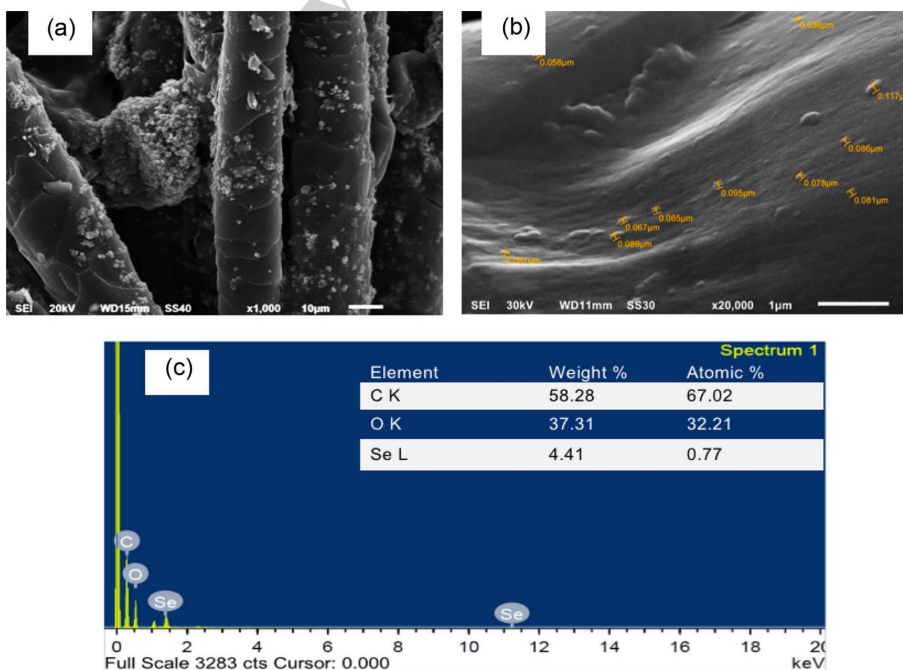 (a)
SEI 20kV WD15mm SS40 x1,000 10µm
(b)
0.058µm
0.117µm
0.086µm
0.078µm
0.081µm
0.095µm
0.085µm
0.067µm
0.089µm
SEI 30kV WD11mm SS30 x20,000 1µm
(c)
Spectrum 1
Element Weight % Atomic %
C K 58.28 67.02
O K 37.31 32.21
Se L 4.41 0.77
C
O
Se
Se
0 2 4 6 8 10 12 14 16 18 20
Full Scale 3283 cts Cursor: 0.000 keV